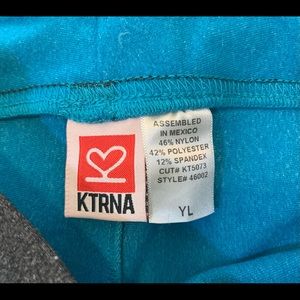 KTRNA
ASSEMBLED
IN MEXICO
46% NYLON
42% POLYESTER
12% SPANDEX
CUT# KT5073
STYLE# 46002
YL